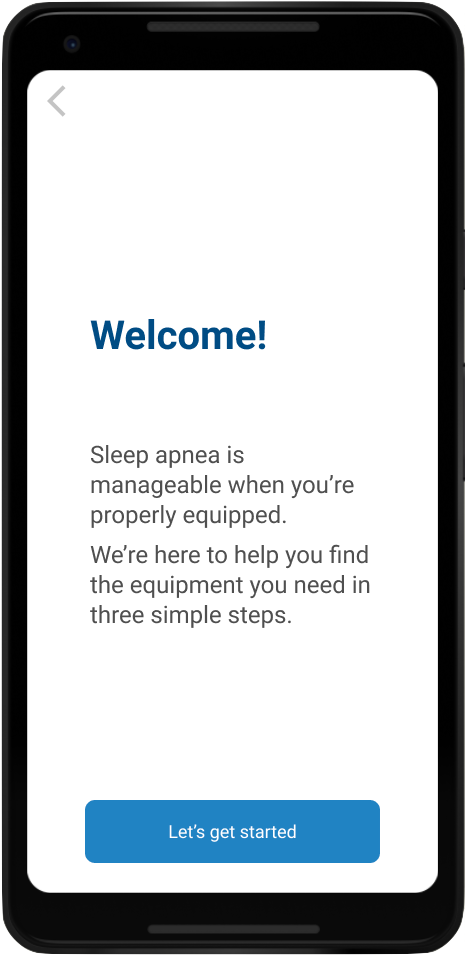 Welcome!
Sleep apnea is
manageable when you’re
properly equipped.
We’re here to help you find
the equipment you need in
three simple steps.
Let’s get started